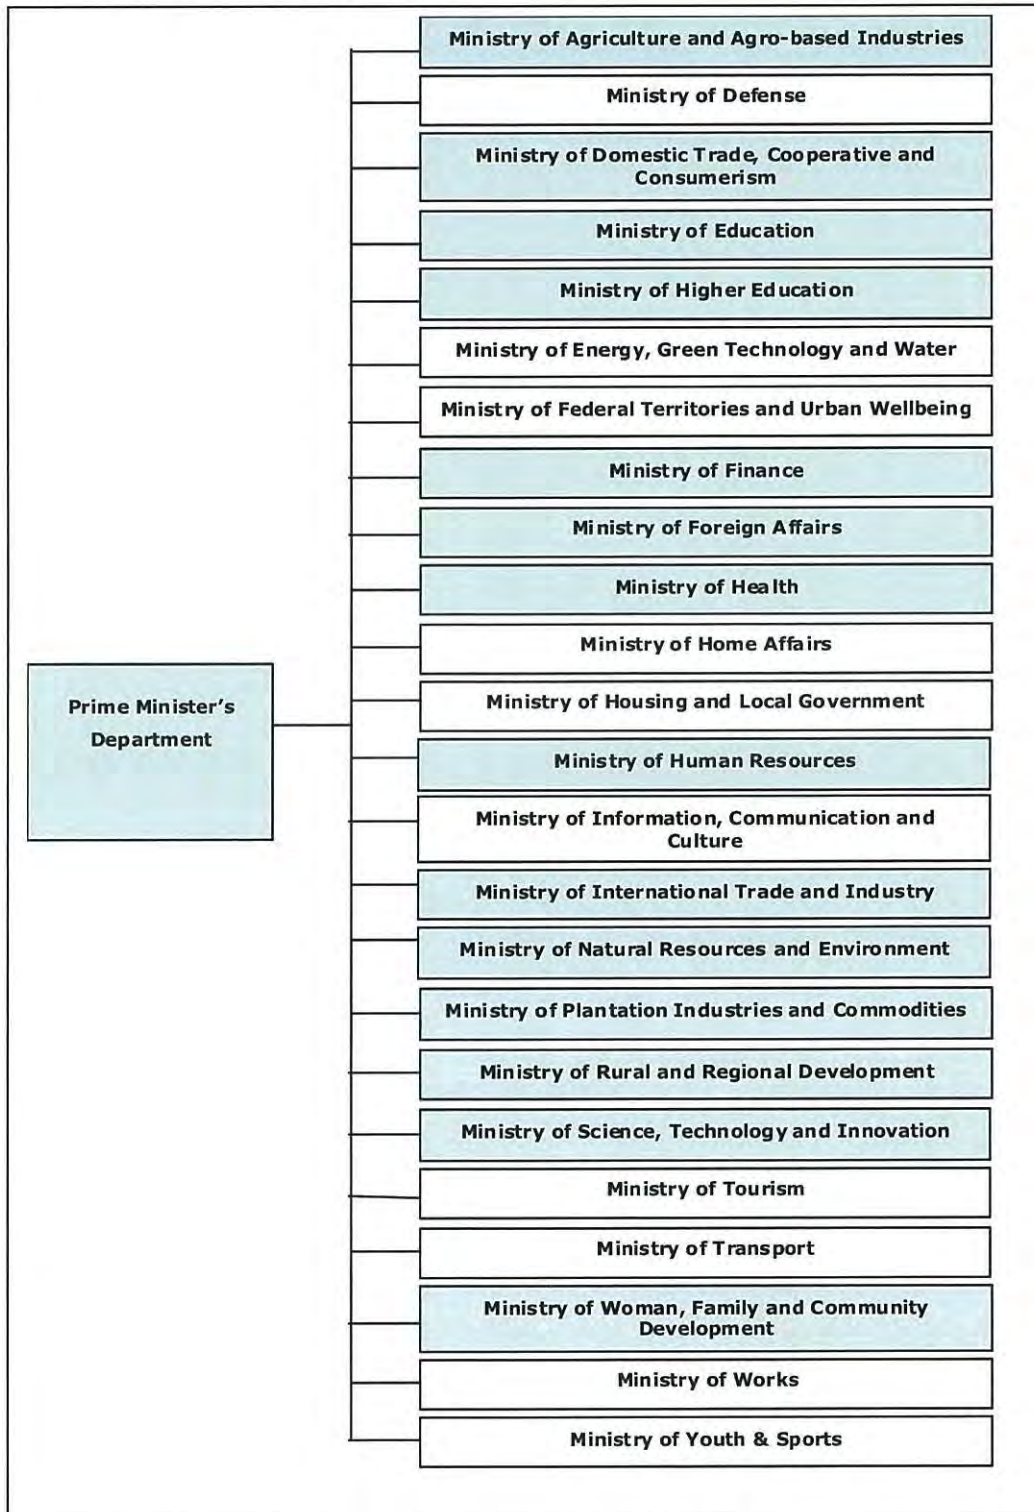 Ministry of Agriculture and Agro-based Industries
Ministry of Defense
Ministry of Domestic Trade, Cooperative and
Consumerism
Ministry of Education
Ministry of Higher Education
Ministry of Energy, Green Technology and Water
Ministry of Federal Territories and Urban Wellbeing
Ministry of Finance
Ministry of Foreign Affairs
Ministry of Health
Ministry of Home Affairs
Prime Minister's
Department
Ministry of Housing and Local Government
Ministry of Human Resources
Ministry of Information, Communication and
Culture
Ministry of International Trade and Industry
Ministry of Natural Resources and Environment
Ministry of Plantation Industries and Commodities
Ministry of Rural and Regional Development
Ministry of Science, Technology and Innovation
Ministry of Tourism
Ministry of Transport
Ministry of Woman, Family and Community
Development
Ministry of Works
Ministry of Youth & Sports